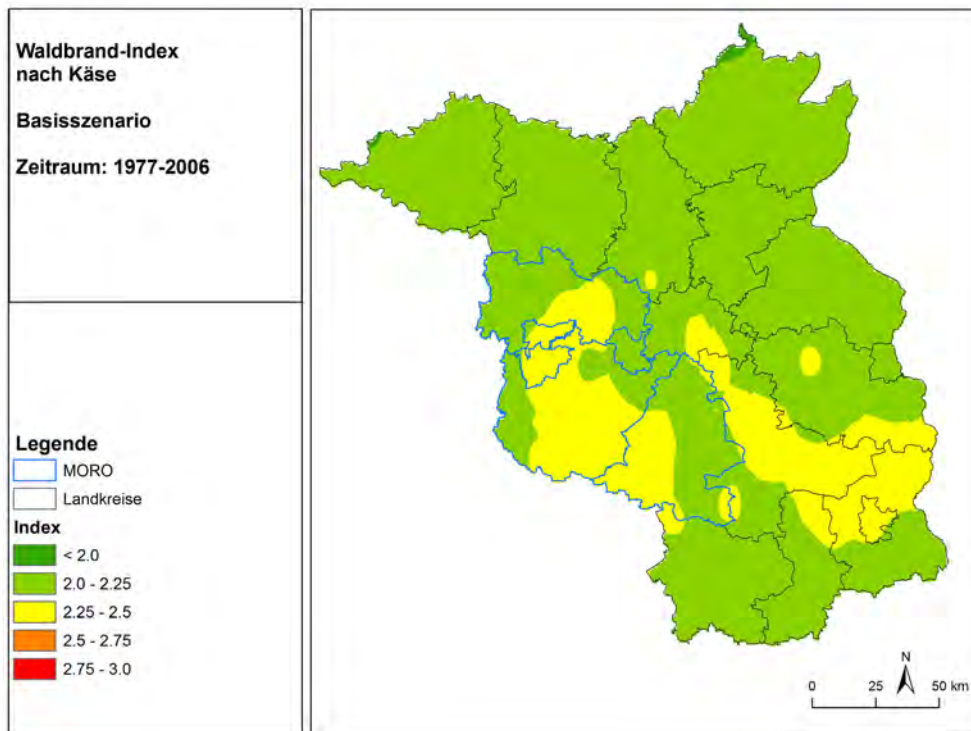 Waldbrand-Index
nach Käse
Basisszenario
Zeitraum: 1977-2006
Legende
MORO
Landkreise
Index
< 2.0
2.0 - 2.25
2.25 - 2.5
2.5 - 2.75
2.75 - 3.0
N
0 25 50 km